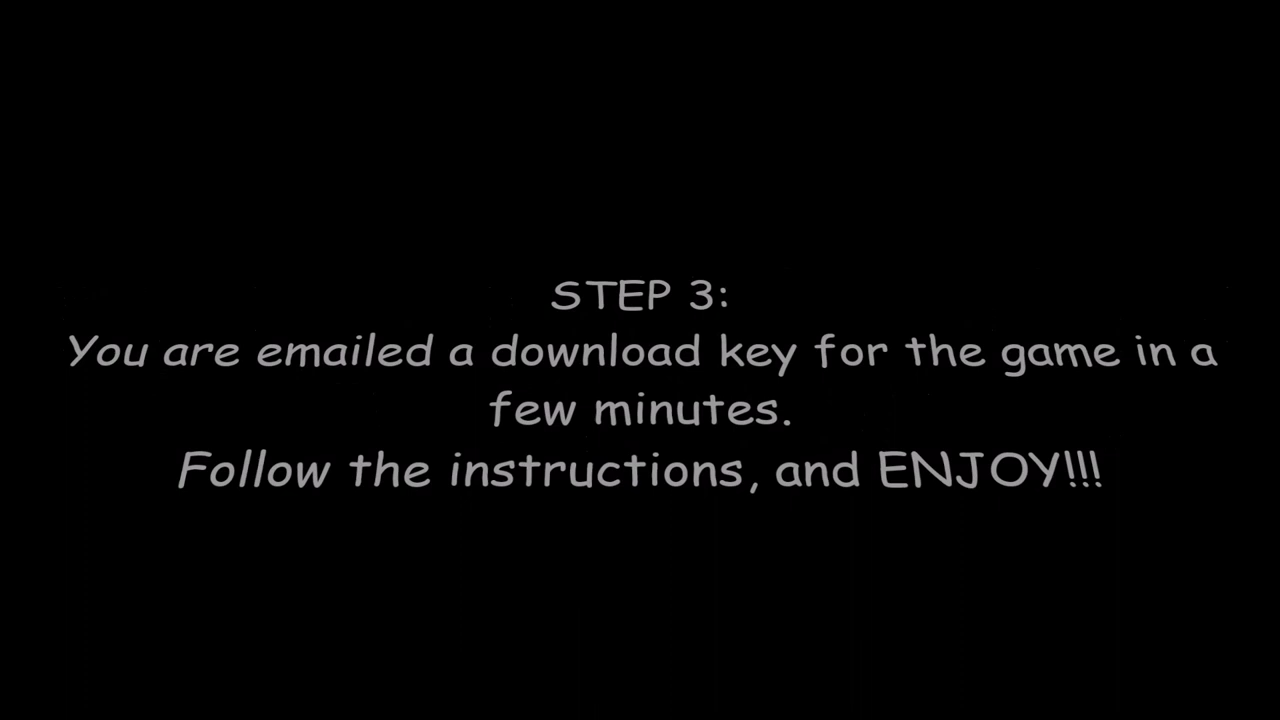 STEP 3:
You are emailed a download key for the game in a
few minutes.
Follow the instructions, and ENJOY!!!